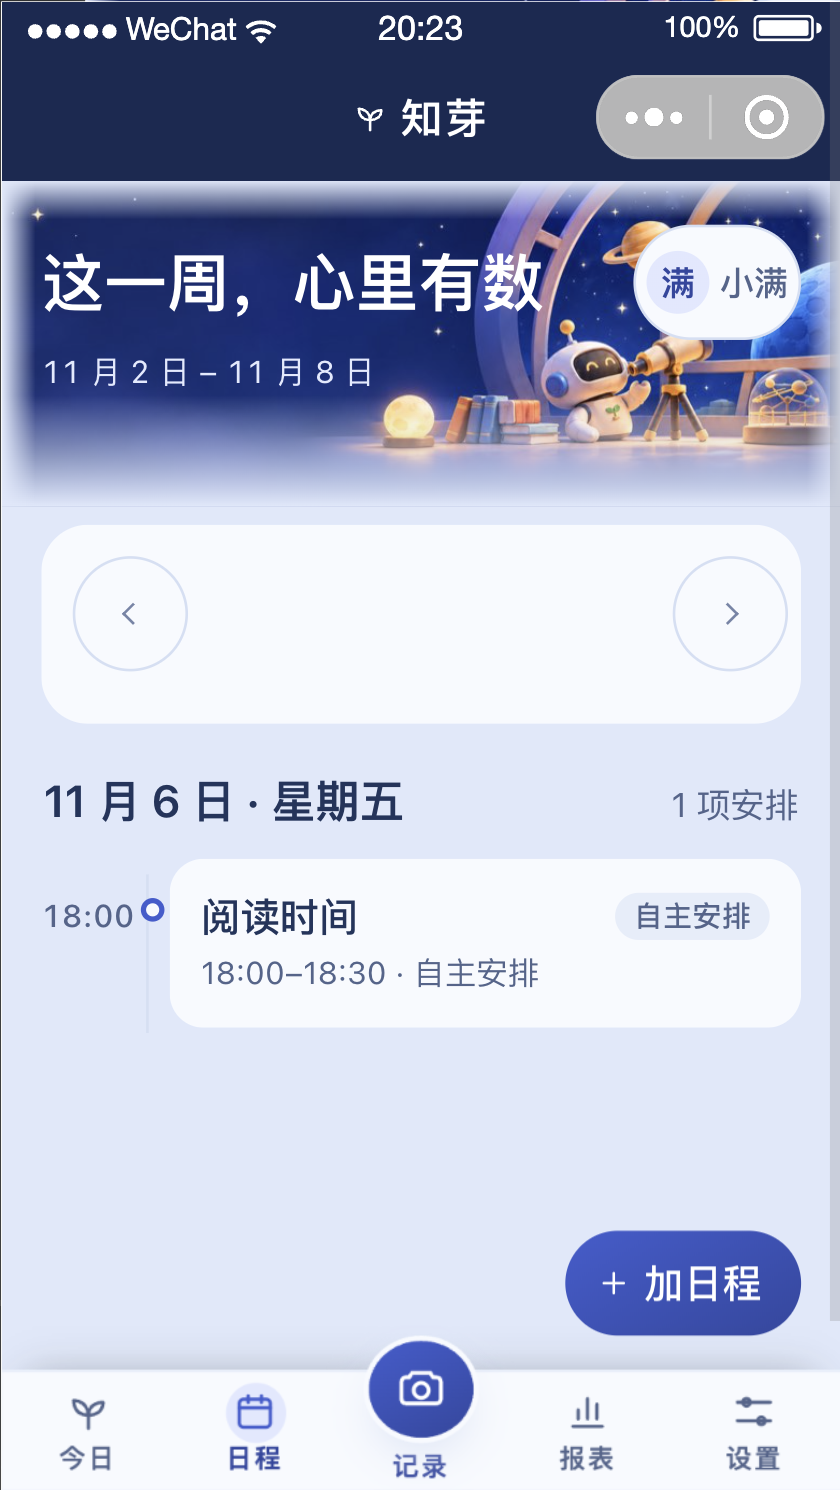 WeChat 20:23 100%
知芽
这一周，心里有数
满 小满
11 月 2 日 – 11 月 8 日
11 月 6 日 · 星期五
1 项安排
18:00
阅读时间
自主安排
18:00–18:30 · 自主安排
+ 加日程
今日 日程 记录 报表 设置